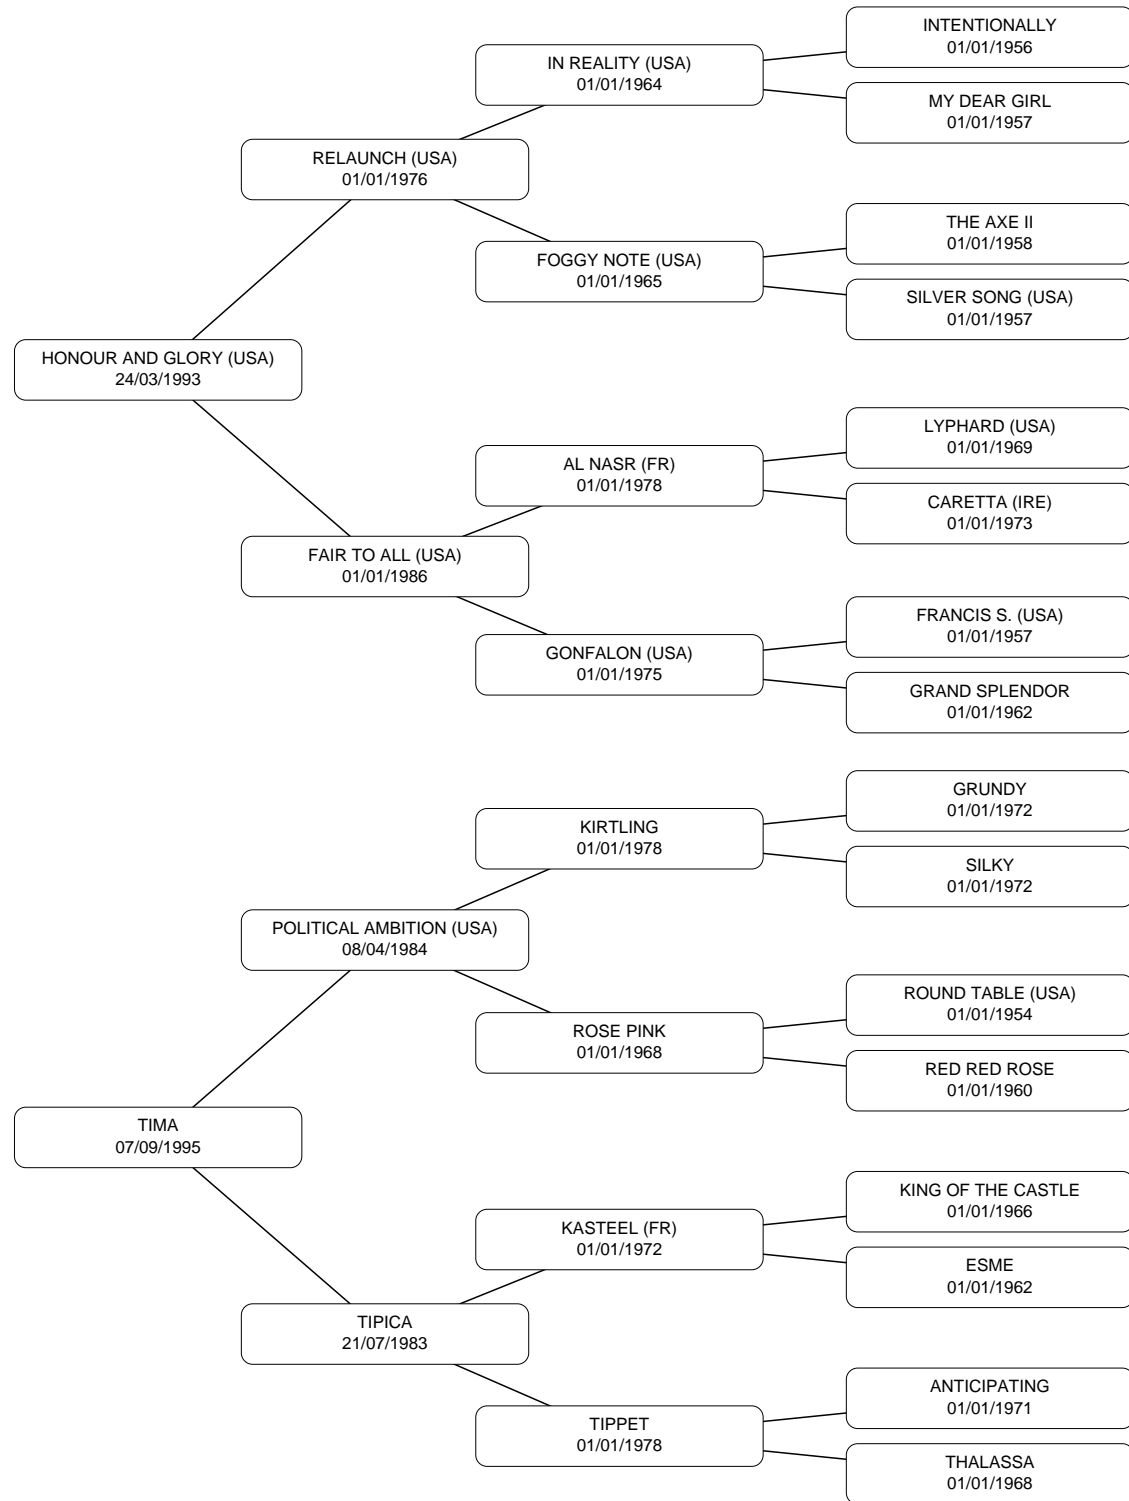 INTENTIONALLY
01/01/1956
IN REALITY (USA)
01/01/1964
MY DEAR GIRL
01/01/1957
RELAUNCH (USA)
01/01/1976
THE AXE II
01/01/1958
FOGGY NOTE (USA)
01/01/1965
SILVER SONG (USA)
01/01/1957
HONOUR AND GLORY (USA)
24/03/1993
LYPHARD (USA)
01/01/1969
AL NASR (FR)
01/01/1978
CARETTA (IRE)
01/01/1973
FAIR TO ALL (USA)
01/01/1986
FRANCIS S. (USA)
01/01/1957
GONFALON (USA)
01/01/1975
GRAND SPLENDOR
01/01/1962
GRUNDY
01/01/1972
KIRTLING
01/01/1978
SILKY
01/01/1972
POLITICAL AMBITION (USA)
08/04/1984
ROUND TABLE (USA)
01/01/1954
ROSE PINK
01/01/1968
RED RED ROSE
01/01/1960
TIMA
07/09/1995
KING OF THE CASTLE
01/01/1966
KASTEEL (FR)
01/01/1972
ESME
01/01/1962
TIPICA
21/07/1983
ANTICIPATING
01/01/1971
TIPPET
01/01/1978
THALASSA
01/01/1968